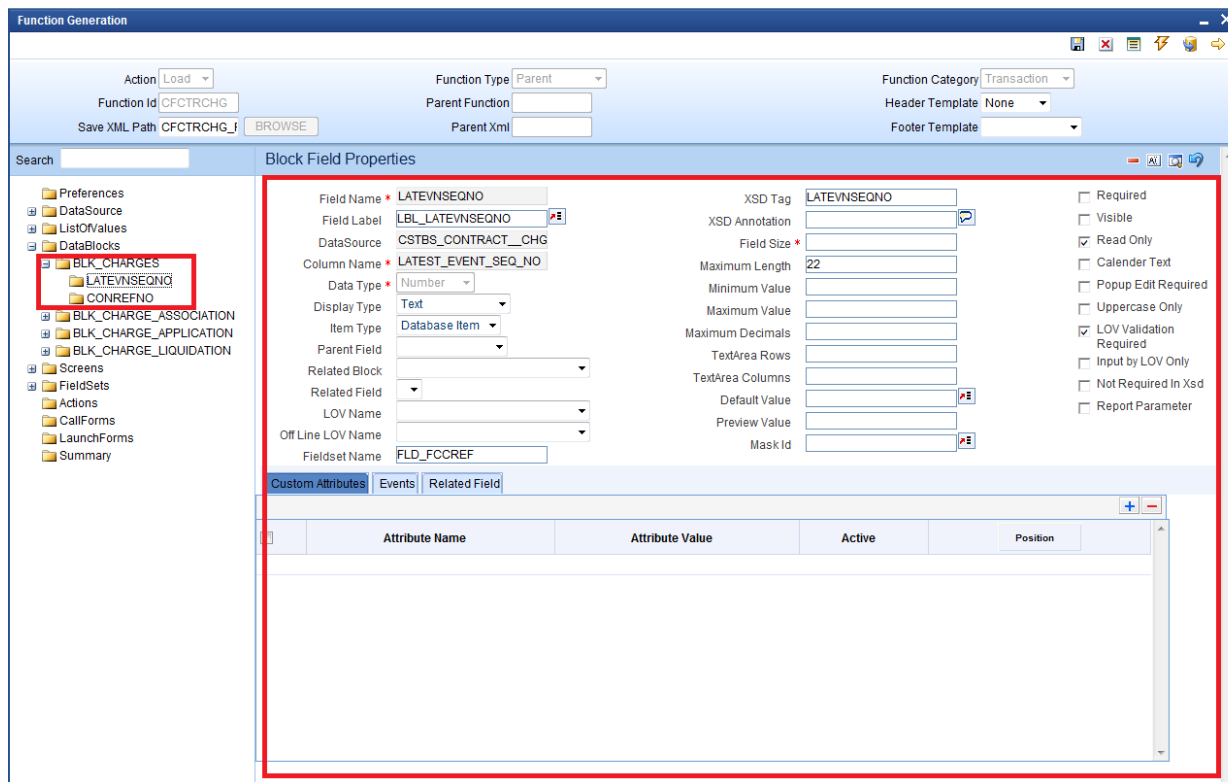 Function Generation
Action Load
Function Type Parent
Function Category Transaction
Function Id CFCTRCHG
Parent Function
Header Template None
Save XML Path CFCTRCHG_F BROWSE
Parent Xml
Footer Template
Search
Preferences
DataSource
ListOfValues
DataBlocks
BLK_CHARGES
LATEVNSEQNO
CONREFNO
BLK_CHARGE_ASSOCIATION
BLK_CHARGE_APPLICATION
BLK_CHARGE_LIQUIDATION
Screens
FieldSets
Actions
CallForms
LaunchForms
Summary
Block Field Properties
Field Name * LATEVNSEQNO
Field Label LBL_LATEVNSEQNO
DataSource CSTBS_CONTRACT__CHG
Column Name * LATEST_EVENT_SEQ_NO
Data Type * Number
Display Type Text
Item Type Database Item
Parent Field
Related Block
Related Field
LOV Name
Off Line LOV Name
Fieldset Name FLD_FCCREF
XSD Tag LATEVNSEQNO
XSD Annotation
Field Size *
Maximum Length 22
Minimum Value
Maximum Value
Maximum Decimals
TextArea Rows
TextArea Columns
Default Value
Preview Value
Mask Id
Required
Visible
Read Only
Calender Text
Popup Edit Required
Uppercase Only
LOV Validation
Required
Input by LOV Only
Not Required In Xsd
Report Parameter
Custom Attributes Events Related Field
Attribute Name Attribute Value Active Position